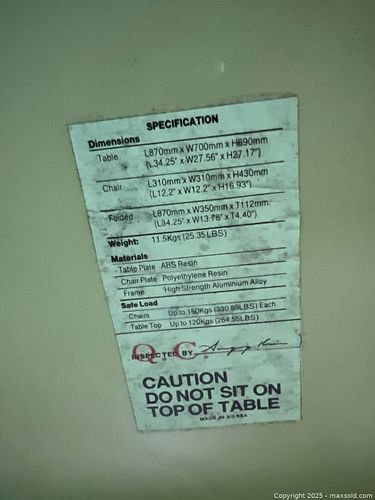 SPECIFICATION
Dimensions
Table L870mm x W700mm x H690mm
(L34.25" x W27.56" x H27.17")
Chair L310mm x W310mm x H430mm
(L12.2" x W12.2" x H16.93")
Folded L870mm x W350mm x T112mm
(L34.25" x W13.78" x T4.40")
Weight: 11.5Kgs (25.35LBS)
Materials
Table Plate ABS Resin
Chair Plate Polyethylene Resin
Frame High Strength Aluminium Alloy
Safe Load
Chairs Up to 150Kgs (330.69LBS) Each
Table Top Up to 120Kgs (264.55LBS)
Q.C.
INSPECTED BY
CAUTION
DO NOT SIT ON
TOP OF TABLE
MADE IN KOREA
Copyright 2025 - maxsold.com